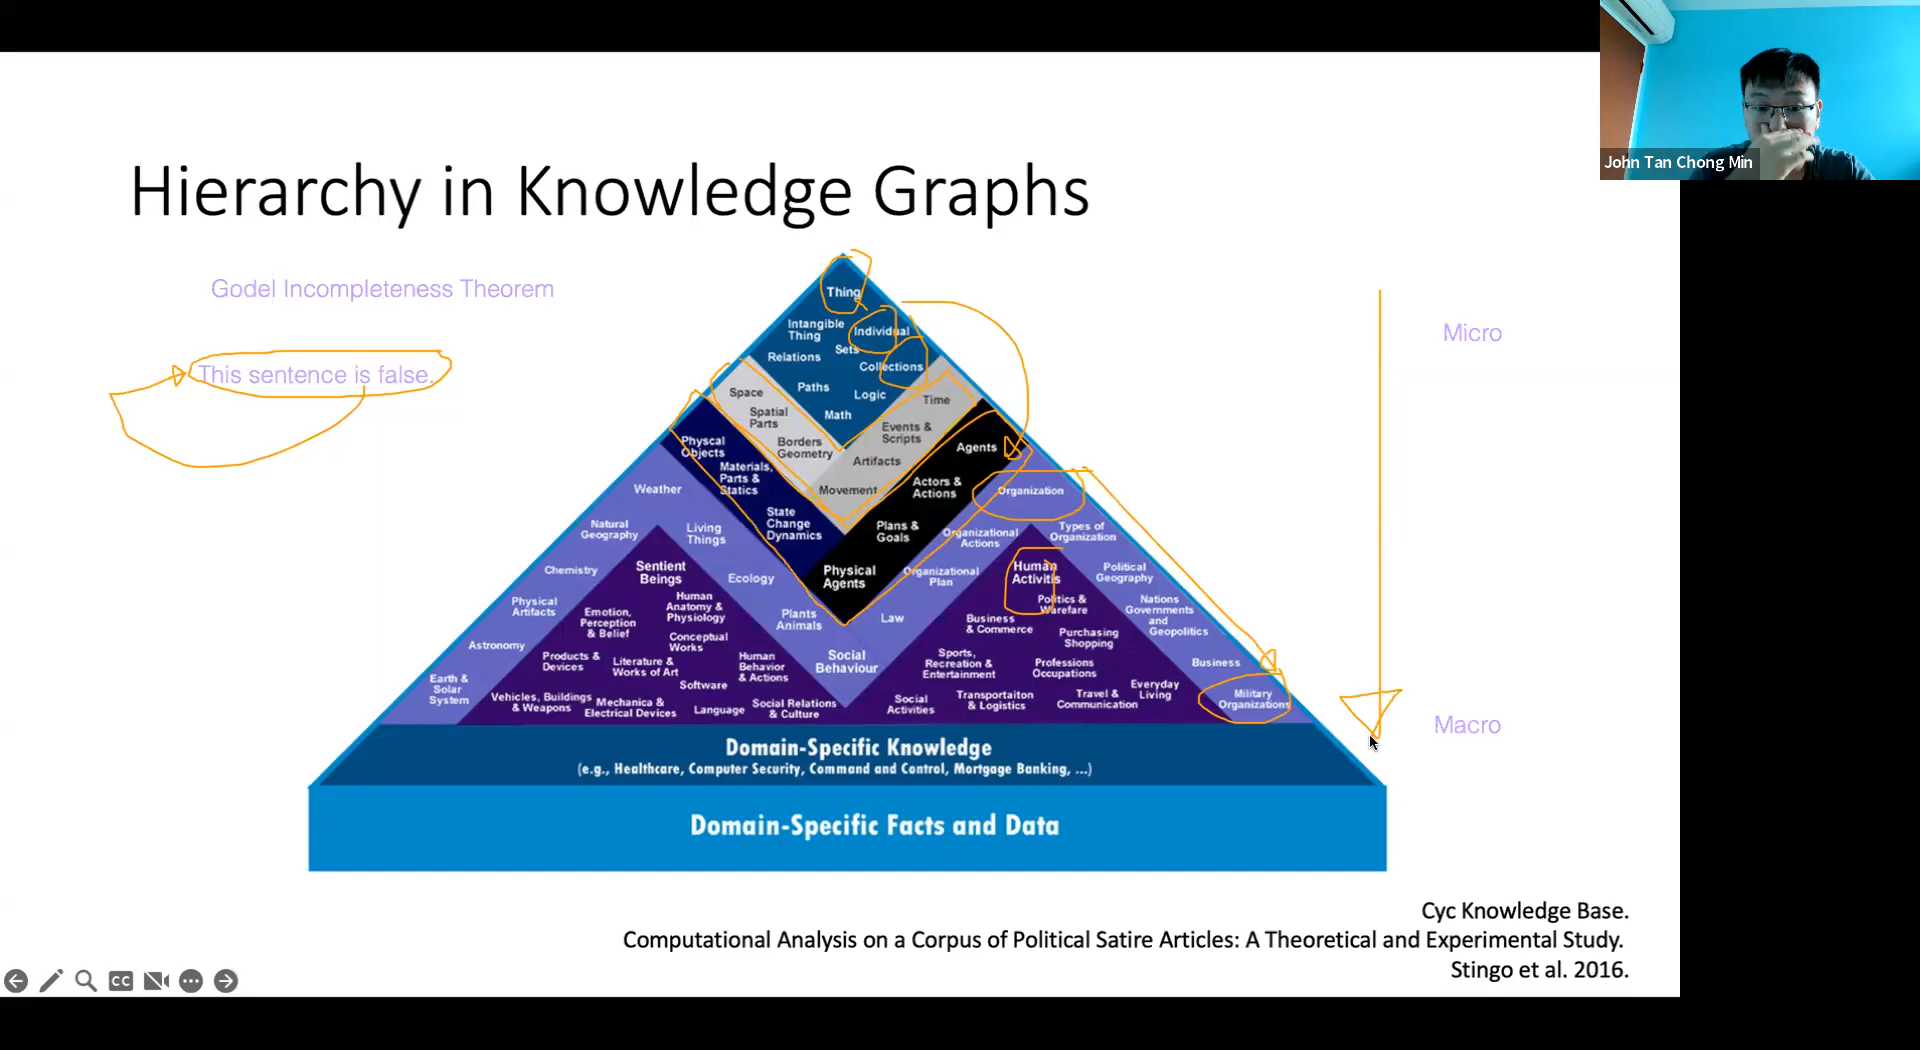 John Tan Chong Min
Hierarchy in Knowledge Graphs
Godel Incompleteness Theorem
This sentence is false.
Micro
Macro
Thing
Intangible
Thing
Individual
Sets
Relations
Collections
Paths
Logic
Math
Space
Spatial
Parts
Borders
Geometry
Time
Events &
Scripts
Artifacts
Movement
Physcal
Objects
Materials,
Parts &
Statics
State
Change
Dynamics
Agents
Actors &
Actions
Plans &
Goals
Physical
Agents
Weather
Natural
Geography
Living
Things
Chemistry
Ecology
Physical
Artifacts
Plants
Animals
Astronomy
Earth &
Solar
System
Social
Behaviour
Sentient
Beings
Human
Anatomy &
Physiology
Emotion,
Perception
& Belief
Conceptual
Works
Products &
Devices
Literature &
Works of Art
Human
Behavior
& Actions
Software
Vehicles, Buildings
& Weapons
Mechanica &
Electrical Devices
Language
Social Relations
& Culture
Organization
Organizational
Actions
Types of
Organization
Organizational
Plan
Law
Political
Geography
Nations
Governments
and
Geopolitics
Business
Military
Organizations
Human
Activitis
Politics &
Warefare
Business
& Commerce
Purchasing
Shopping
Sports,
Recreation &
Entertainment
Professions
Occupations
Social
Activities
Transportaiton
& Logistics
Travel &
Communication
Everyday
Living
Domain-Specific Knowledge
(e.g., Healthcare, Computer Security, Command and Control, Mortgage Banking, ...)
Domain-Specific Facts and Data
Cyc Knowledge Base.
Computational Analysis on a Corpus of Political Satire Articles: A Theoretical and Experimental Study.
Stingo et al. 2016.
CC